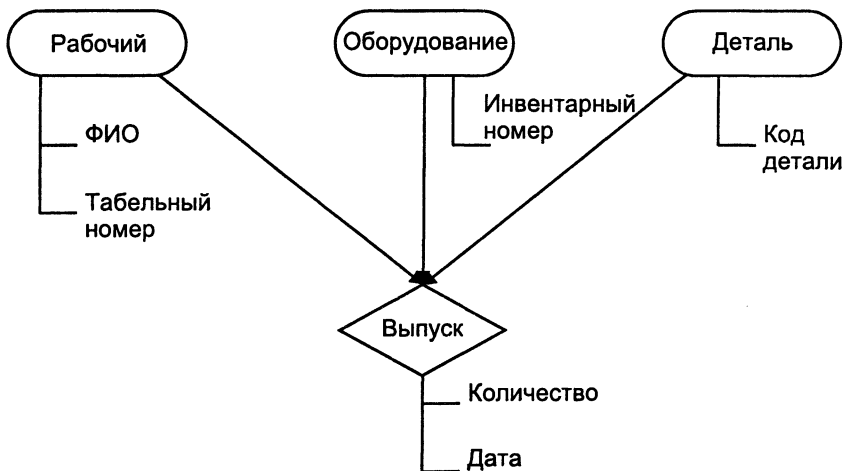 Рабочий
Оборудование
Деталь
ФИО
Табельный
номер
Инвентарный
номер
Код
детали
Выпуск
Количество
Дата